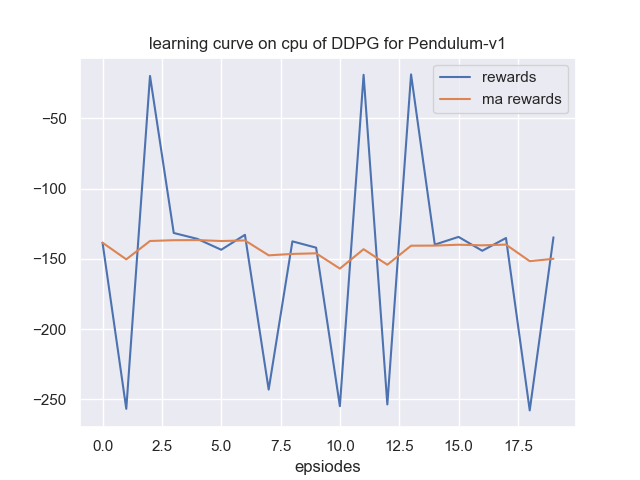 learning curve on cpu of DDPG for Pendulum-v1
rewards
ma rewards
−50
−100
−150
−200
−250
0.0 2.5 5.0 7.5 10.0 12.5 15.0 17.5
epsiodes